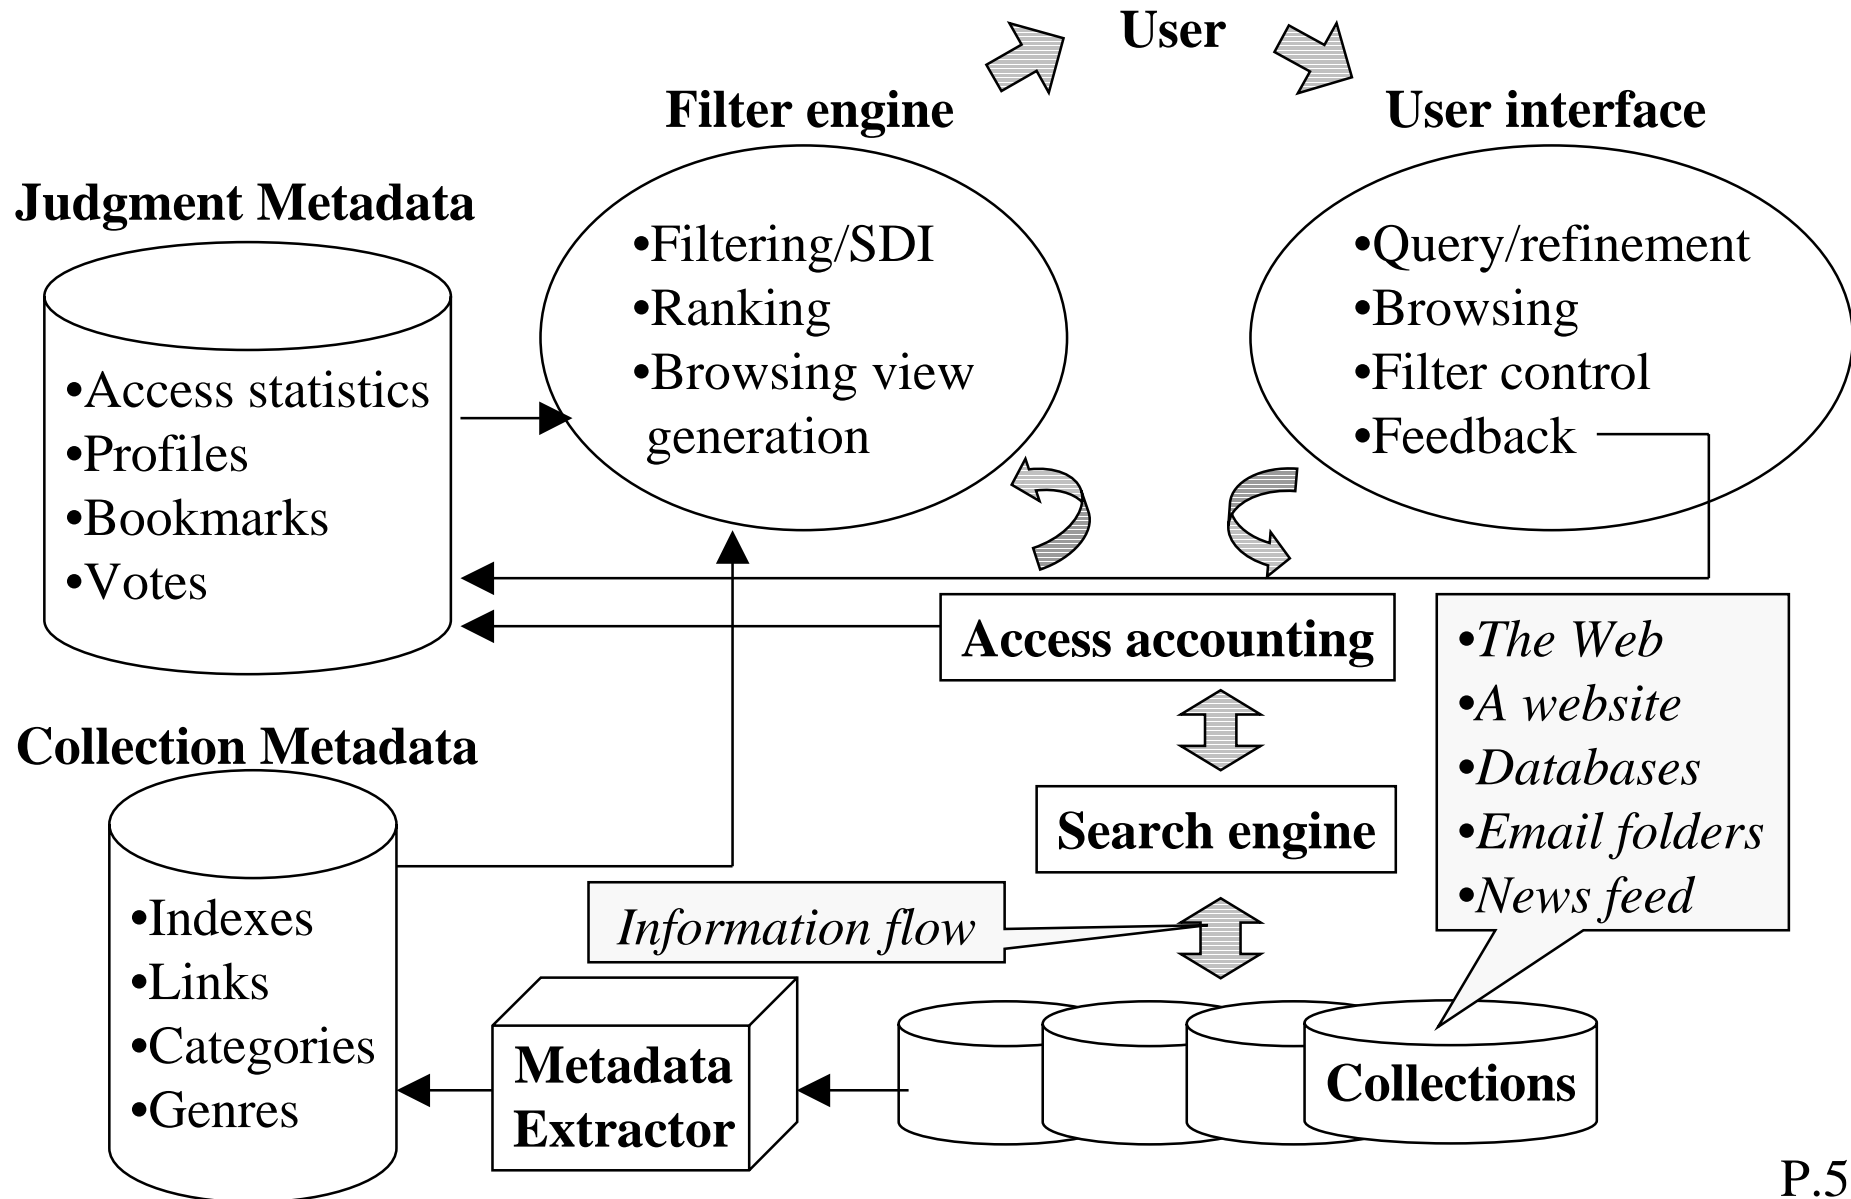 User
Filter engine
User interface
Judgment Metadata
•Filtering/SDI
•Ranking
•Browsing view
generation
•Query/refinement
•Browsing
•Filter control
•Feedback
•Access statistics
•Profiles
•Bookmarks
•Votes
Access accounting
•The Web
•A website
•Databases
•Email folders
•News feed
Collection Metadata
Search engine
•Indexes
•Links
•Categories
•Genres
Information flow
Metadata
Extractor
Collections
P.5